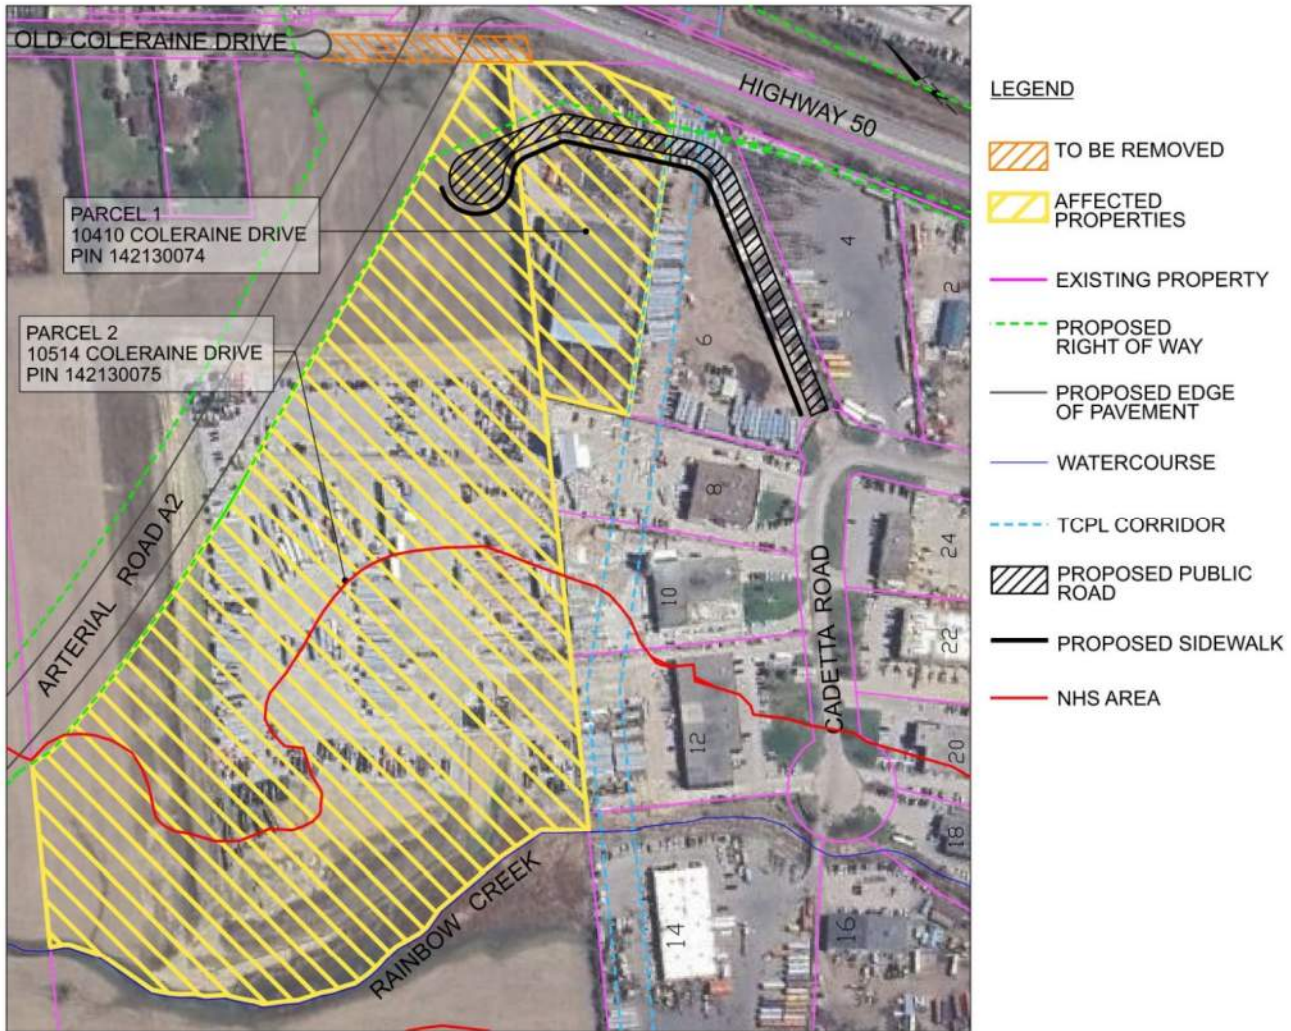 OLD COLERAINE DRIVE
HIGHWAY 50
PARCEL 1
10410 COLERAINE DRIVE
PIN 142130074
PARCEL 2
10514 COLERAINE DRIVE
PIN 142130075
ARTERIAL ROAD A2
RAINBOW CREEK
CADETTA ROAD
4
2
6
8
24
10
22
12
20
18
14
16
LEGEND
TO BE REMOVED
AFFECTED
PROPERTIES
EXISTING PROPERTY
PROPOSED
RIGHT OF WAY
PROPOSED EDGE
OF PAVEMENT
WATERCOURSE
TCPL CORRIDOR
PROPOSED PUBLIC
ROAD
PROPOSED SIDEWALK
NHS AREA